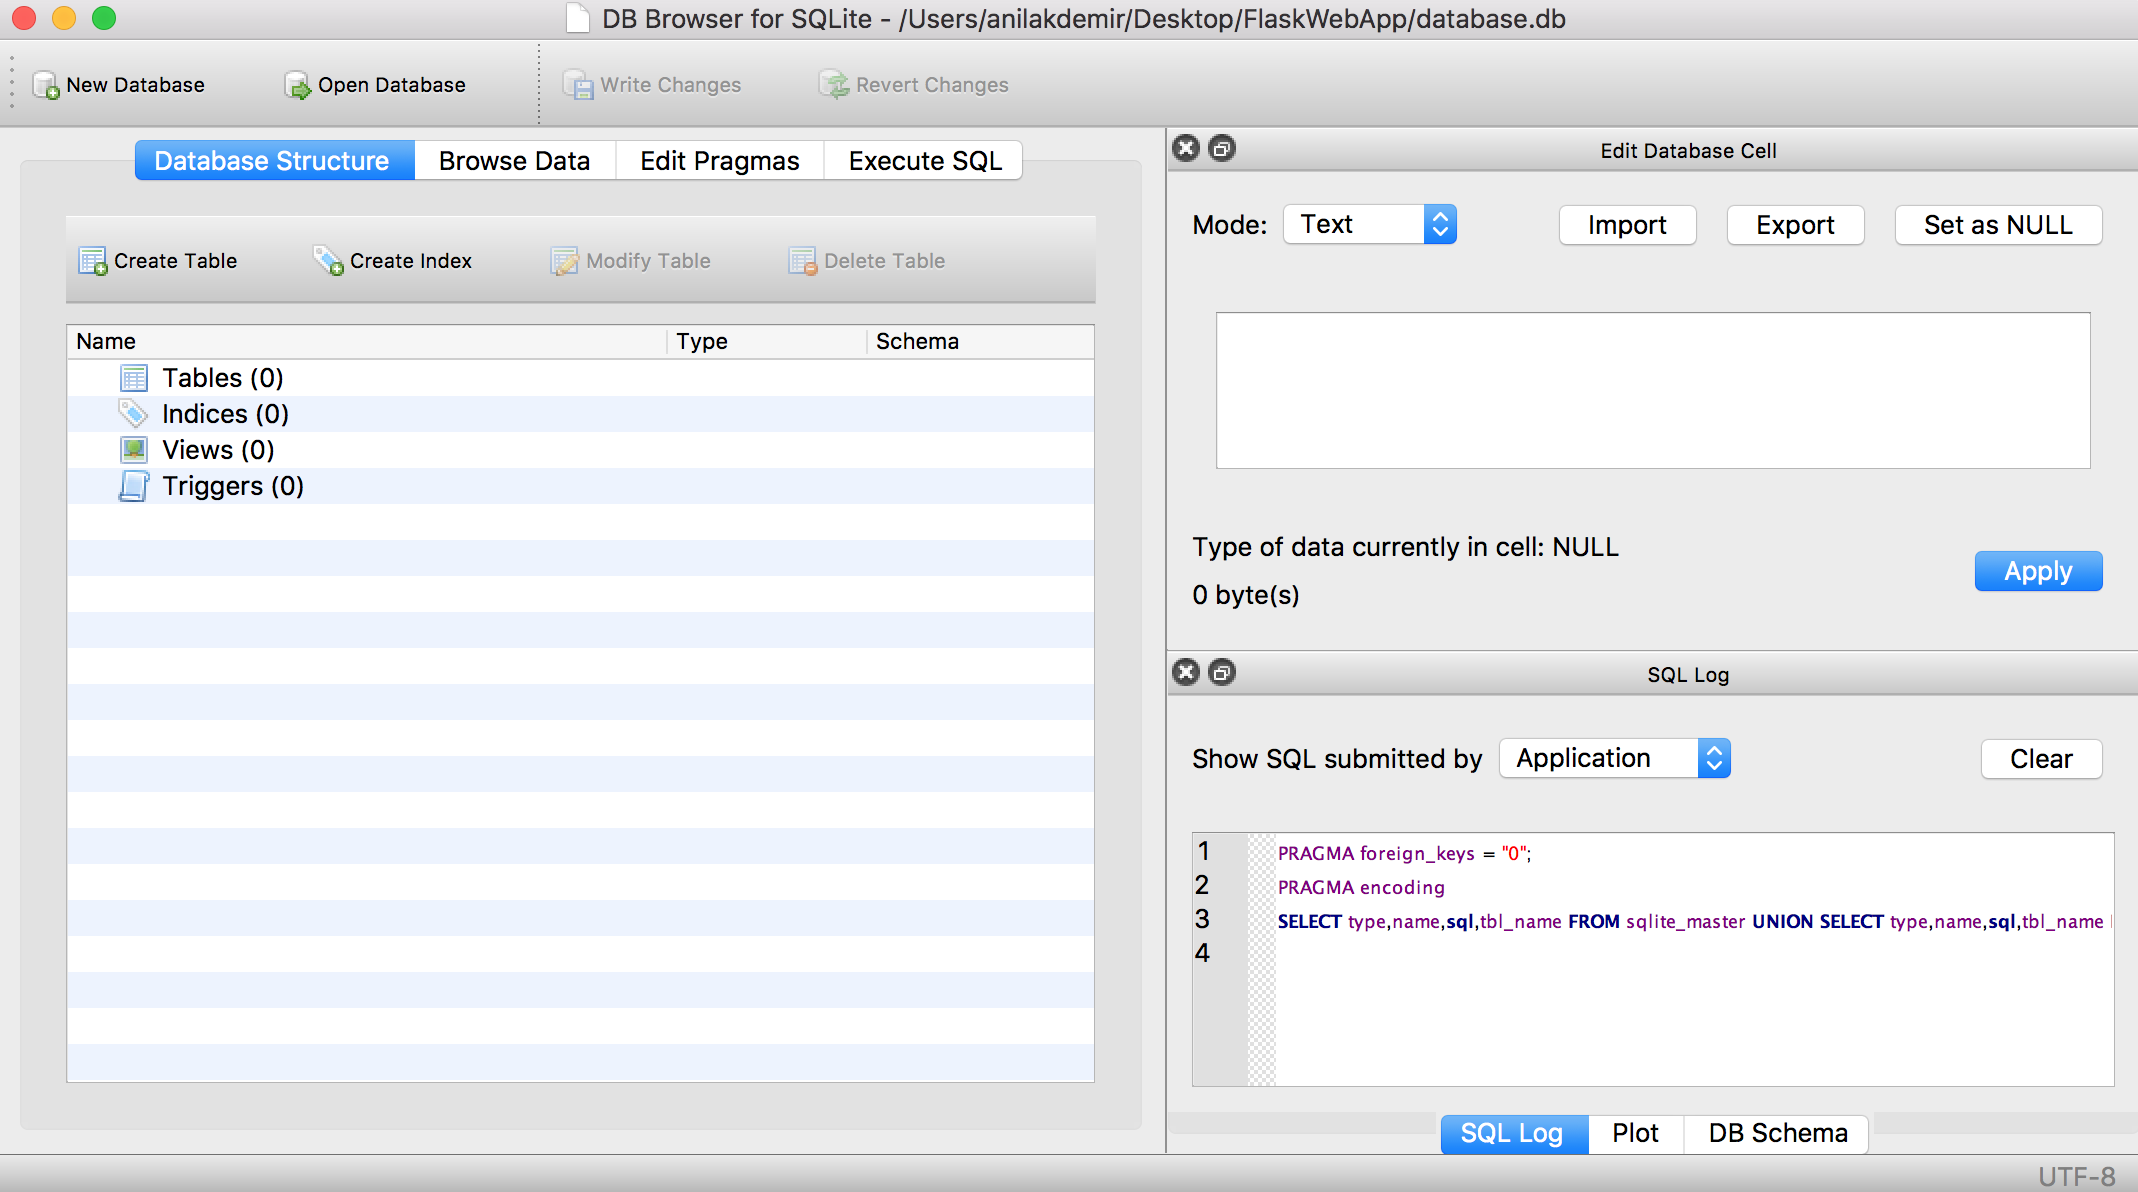 DB Browser for SQLite - /Users/anilakdemir/Desktop/FlaskWebApp/database.db
New Database Open Database Write Changes Revert Changes
Database Structure Browse Data Edit Pragmas Execute SQL
Create Table Create Index Modify Table Delete Table
Name Type Schema
Tables (0)
Indices (0)
Views (0)
Triggers (0)
Edit Database Cell
Mode: Text Import Export Set as NULL
Type of data currently in cell: NULL
0 byte(s)
Apply
SQL Log
Show SQL submitted by Application Clear
1 PRAGMA foreign_keys = "0";
2 PRAGMA encoding
3 SELECT type,name,sql,tbl_name FROM sqlite_master UNION SELECT type,name,sql,tbl_name
4
SQL Log Plot DB Schema
UTF-8